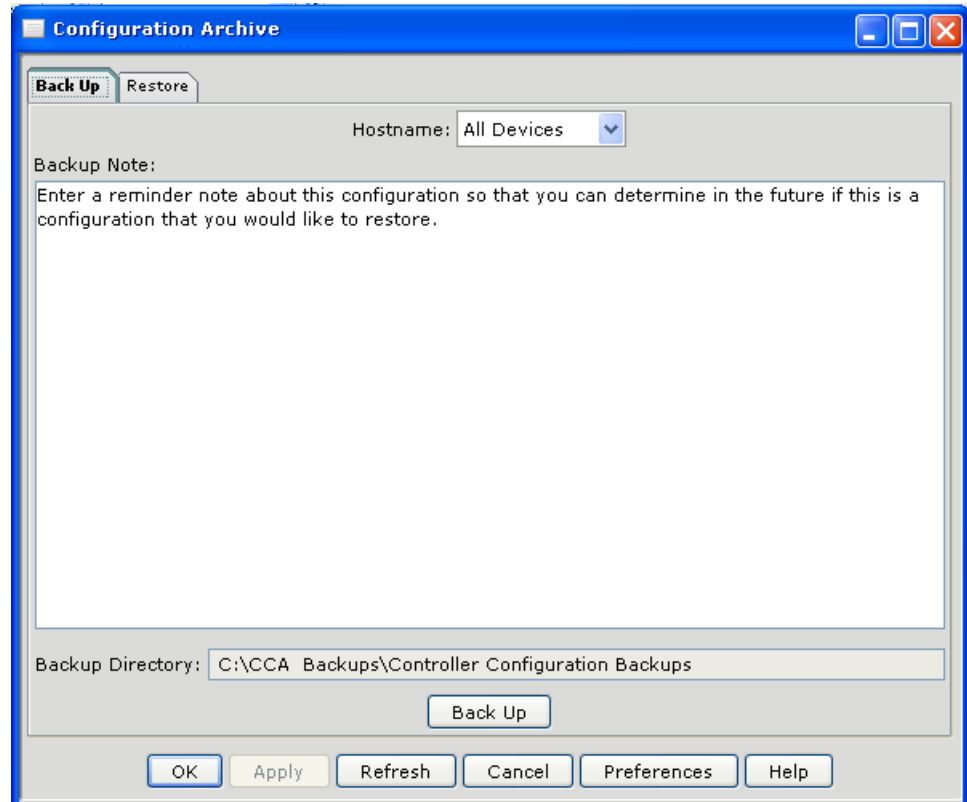 Configuration Archive
Back Up
Restore
Hostname: All Devices
Backup Note:
Enter a reminder note about this configuration so that you can determine in the future if this is a
configuration that you would like to restore.
Backup Directory: C:\CCA  Backups\Controller Configuration Backups
Back Up
OK Apply Refresh Cancel Preferences Help